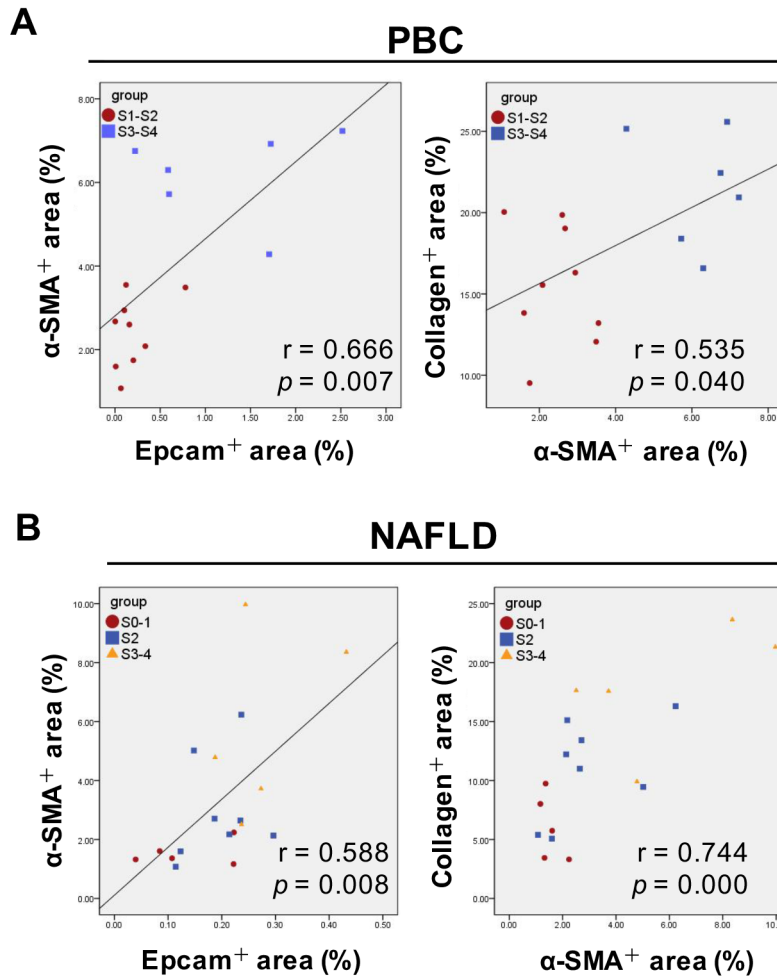 A
PBC
α-SMA⁺ area (%)
8.00
6.00
4.00
2.00
group
S1-S2
S3-S4
r = 0.666
p = 0.007
0.00 0.50 1.00 1.50 2.00 2.50 3.00
Epcam⁺ area (%)
Collagen⁺ area (%)
25.00
20.00
15.00
10.00
group
S1-S2
S3-S4
r = 0.535
p = 0.040
2.00 4.00 6.00 8.00
α-SMA⁺ area (%)
B
NAFLD
α-SMA⁺ area (%)
10.00
8.00
6.00
4.00
2.00
0.00
group
S0-1
S2
S3-4
r = 0.588
p = 0.008
0.00 0.10 0.20 0.30 0.40 0.50
Epcam⁺ area (%)
Collagen⁺ area (%)
25.00
20.00
15.00
10.00
5.00
0.00
group
S0-1
S2
S3-4
r = 0.744
p = 0.000
0.00 2.00 4.00 6.00 8.00 10.
α-SMA⁺ area (%)